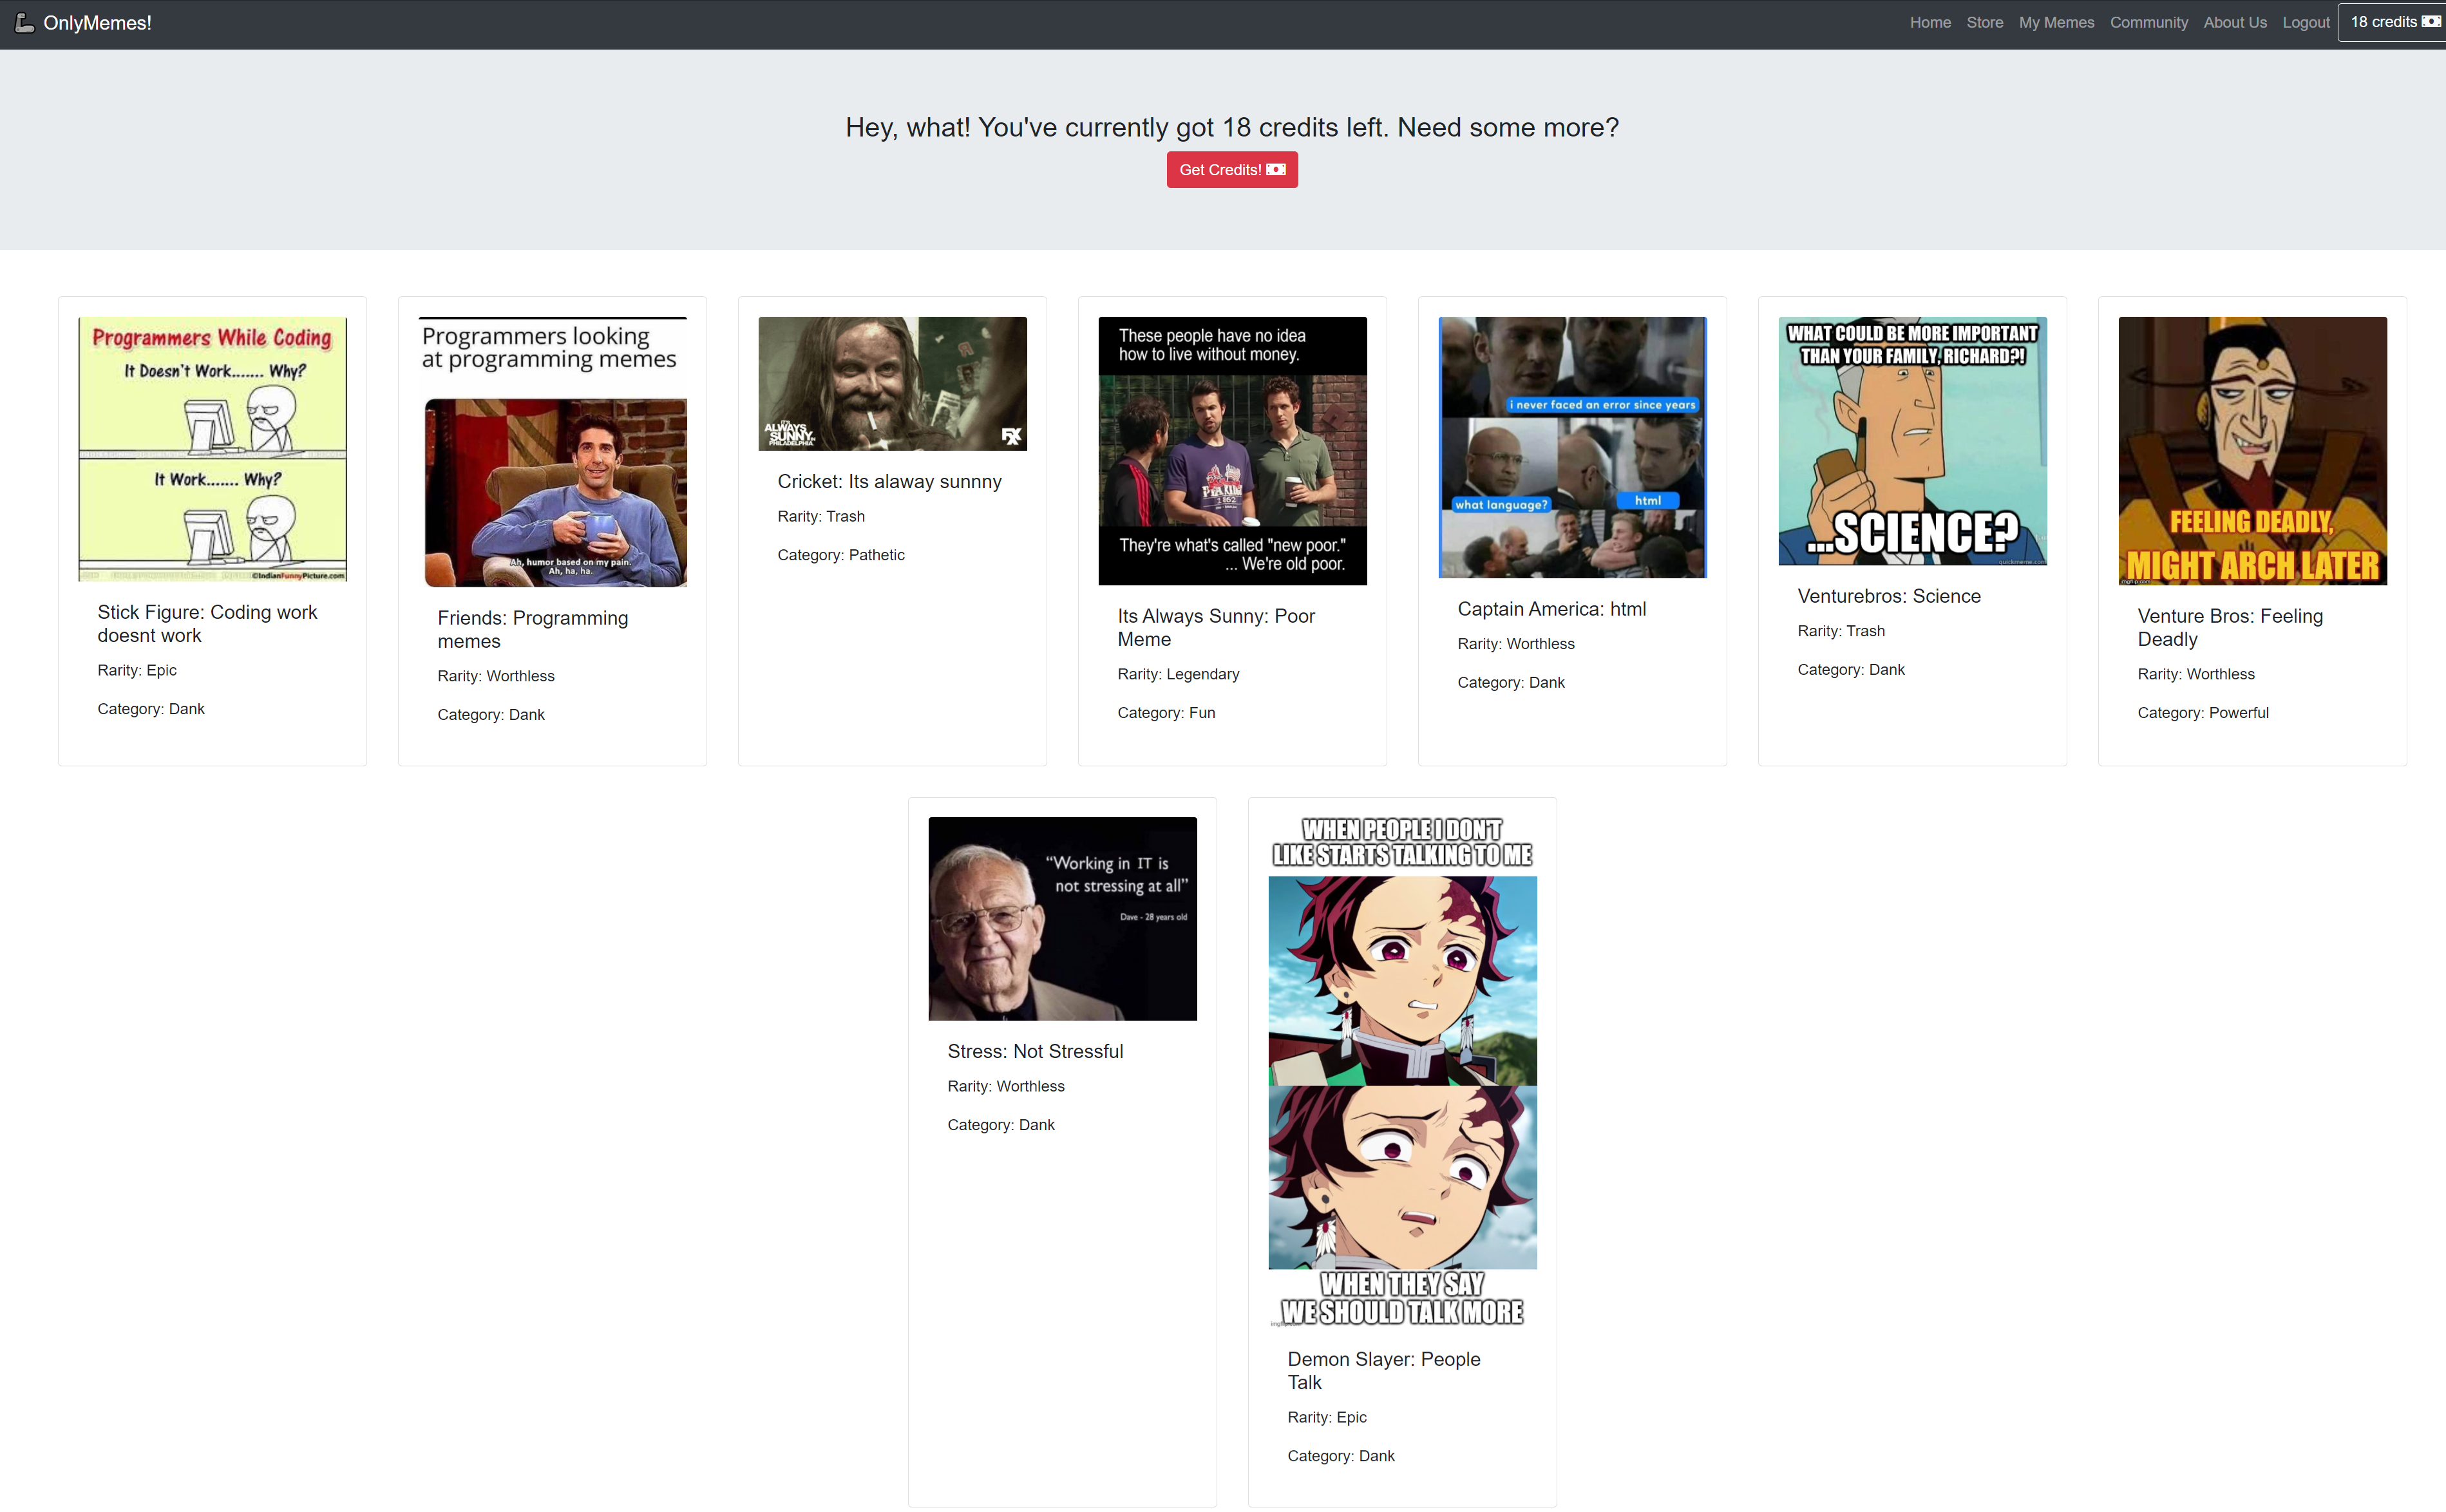 OnlyMemes!
Home Store My Memes Community About Us Logout 18 credits
Hey, what! You've currently got 18 credits left. Need some more?
Get Credits!
Programmers While Coding
It Doesn't Work....... Why?
It Work....... Why?
©IndianFunnyPicture.com
Stick Figure: Coding work
doesnt work
Rarity: Epic
Category: Dank
Programmers looking
at programming memes
Ah, humor based on my pain.
Ah, ha, ha.
Friends: Programming
memes
Rarity: Worthless
Category: Dank
ALWAYS
SUNNY IN
PHILADELPHIA
FX
Cricket: Its alaway sunnny
Rarity: Trash
Category: Pathetic
These people have no idea
how to live without money.
They're what's called "new poor."
... We're old poor.
Its Always Sunny: Poor
Meme
Rarity: Legendary
Category: Fun
i never faced an error since years
what language?
html
Captain America: html
Rarity: Worthless
Category: Dank
WHAT COULD BE MORE IMPORTANT
THAN YOUR FAMILY, RICHARD?!
...SCIENCE?
quickmeme.com
Venturebros: Science
Rarity: Trash
Category: Dank
FEELING DEADLY,
MIGHT ARCH LATER
imgflip.com
Venture Bros: Feeling
Deadly
Rarity: Worthless
Category: Powerful
“Working in IT is
not stressing at all”
Dave - 28 years old
Stress: Not Stressful
Rarity: Worthless
Category: Dank
WHEN PEOPLE I DON'T
LIKE STARTS TALKING TO ME
WHEN THEY SAY
WE SHOULD TALK MORE
Demon Slayer: People
Talk
Rarity: Epic
Category: Dank